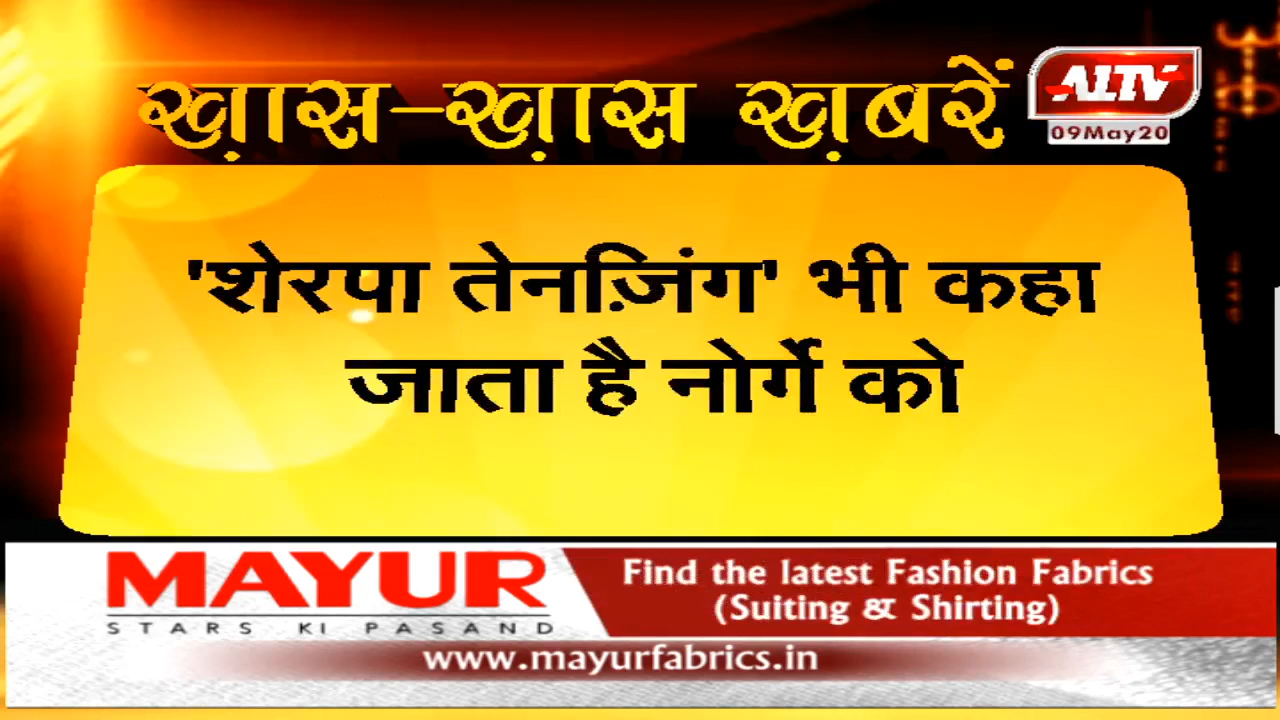 ख़ास-ख़ास ख़बरें
ALTV
09May20
'शेरपा तेनज़िंग' भी कहा
जाता है नोर्गे को
MAYUR
STARS KI PASAND
Find the latest Fashion Fabrics
(Suiting & Shirting)
www.mayurfabrics.in